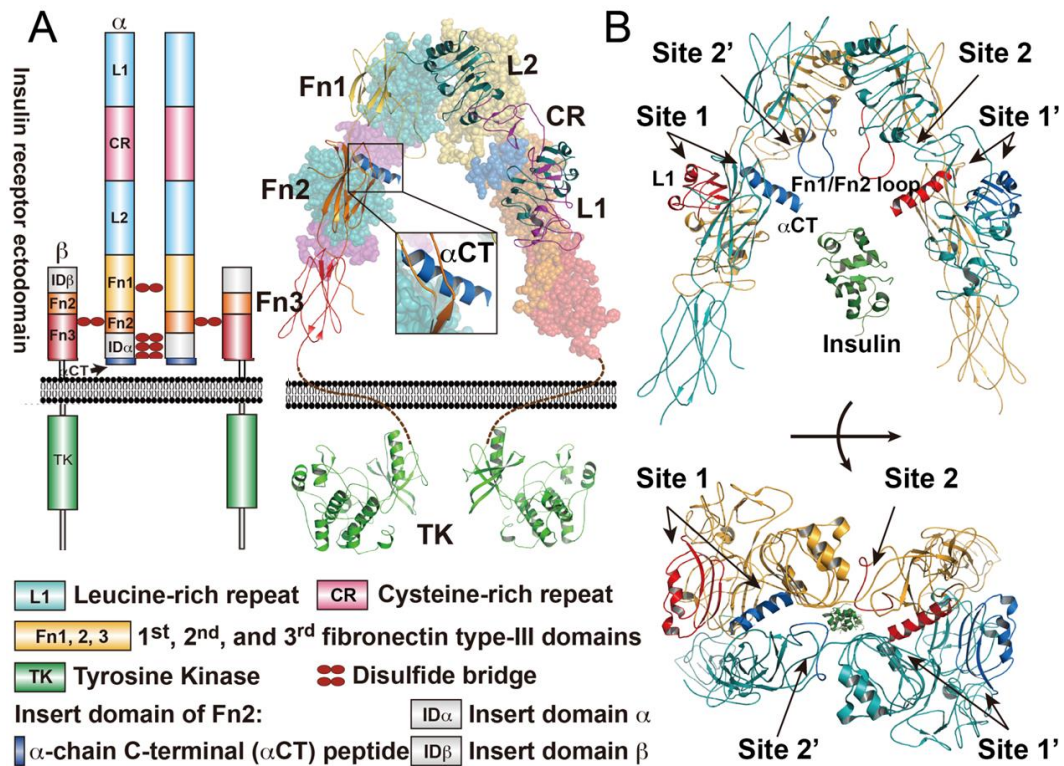 A
α
Insulin receptor ectodomain
L1
CR
L2
β
IDβ
Fn2
Fn3
Fn1
Fn2
IDα
αCT
Fn3
TK
Fn1
L2
CR
L1
Fn2
αCT
TK
L1 Leucine-rich repeat CR Cysteine-rich repeat
Fn1, 2, 3 1st, 2nd, and 3rd fibronectin type-III domains
TK Tyrosine Kinase Disulfide bridge
Insert domain of Fn2: IDα Insert domain α
α-chain C-terminal (αCT) peptide IDβ Insert domain β
B
Site 2’ Site 2
Site 1 Site 1’
L1
Fn1/Fn2 loop
αCT
Insulin
Site 1 Site 2
Site 2’ Site 1’